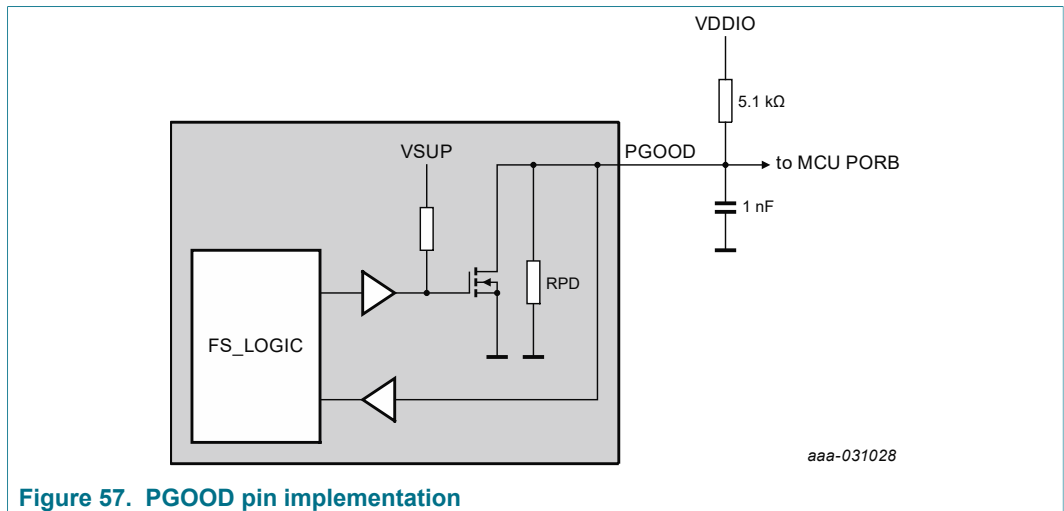 VDDIO
5.1 kΩ
VSUP
PGOOD
to MCU PORB
1 nF
RPD
FS_LOGIC
aaa-031028
Figure 57. PGOOD pin implementation